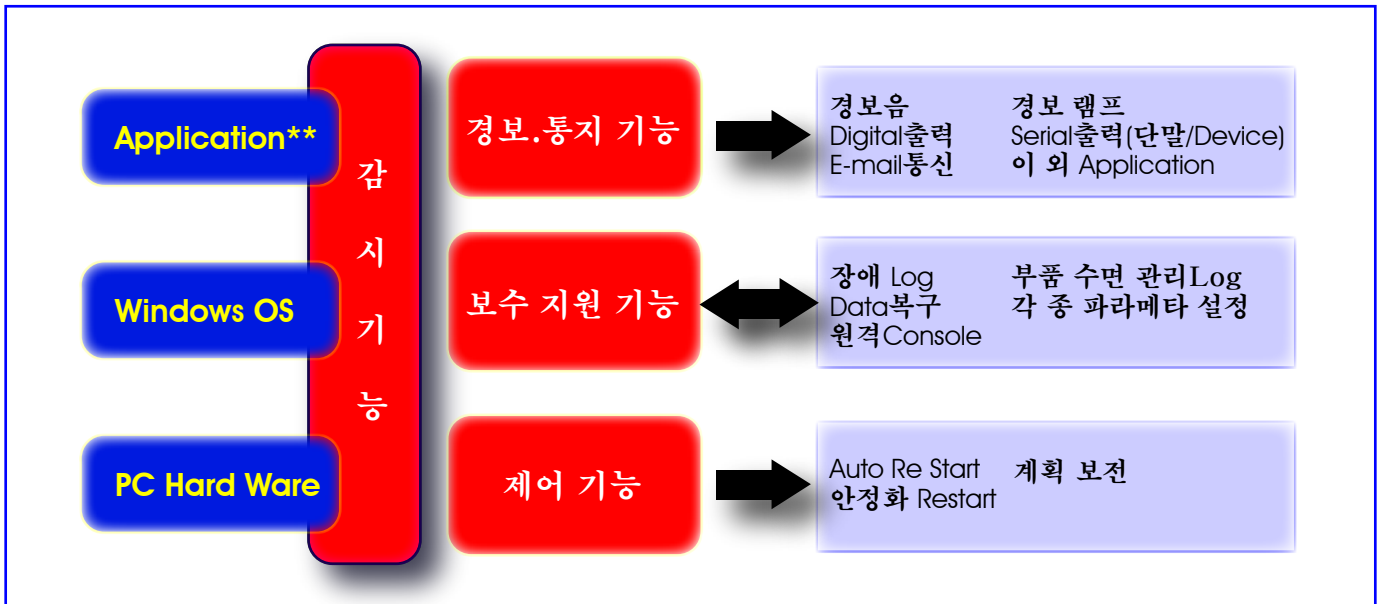 Application**
Windows OS
PC Hard Ware
감
시
기
능
경보.통지 기능
경보음 경보 램프
Digital출력 Serial출력(단말/Device)
E-mail통신 이 외 Application
보수 지원 기능
장애 Log 부품 수면 관리Log
Data복구 각 종 파라메타 설정
원격Console
제어 기능
Auto Re Start 계획 보전
안정화 Restart